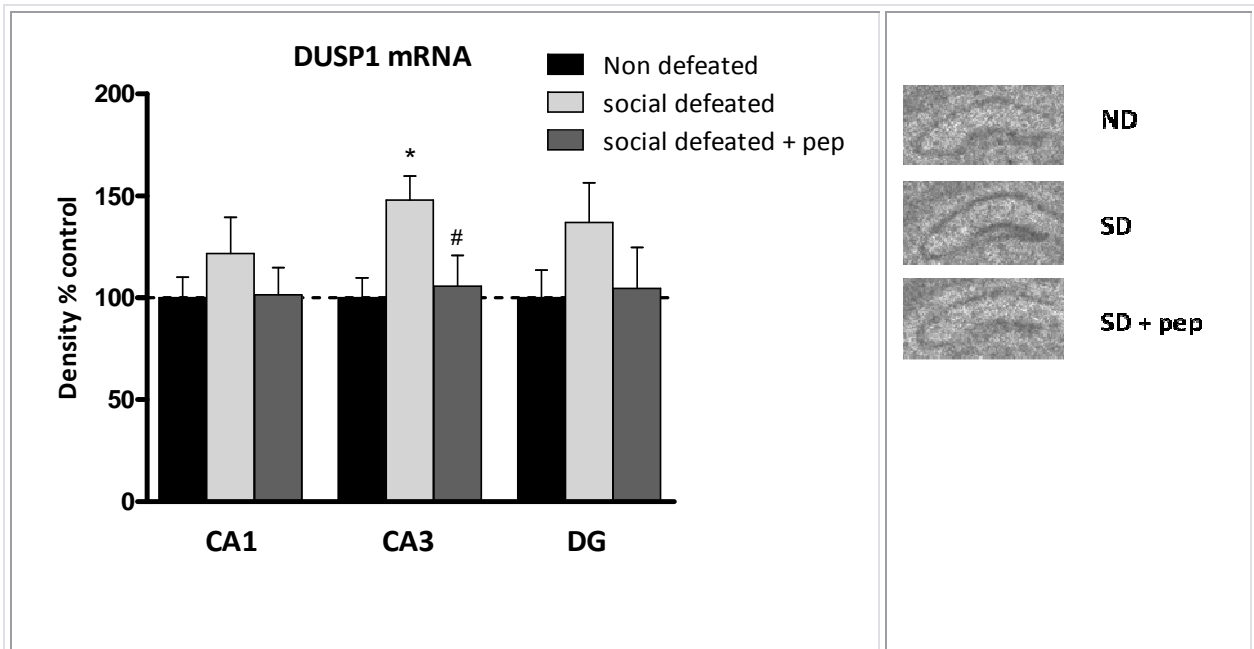 DUSP1 mRNA
Non defeated
social defeated
social defeated + pep
Density % control
200
150
100
50
0
*
#
CA1
CA3
DG
ND
SD
SD + pep